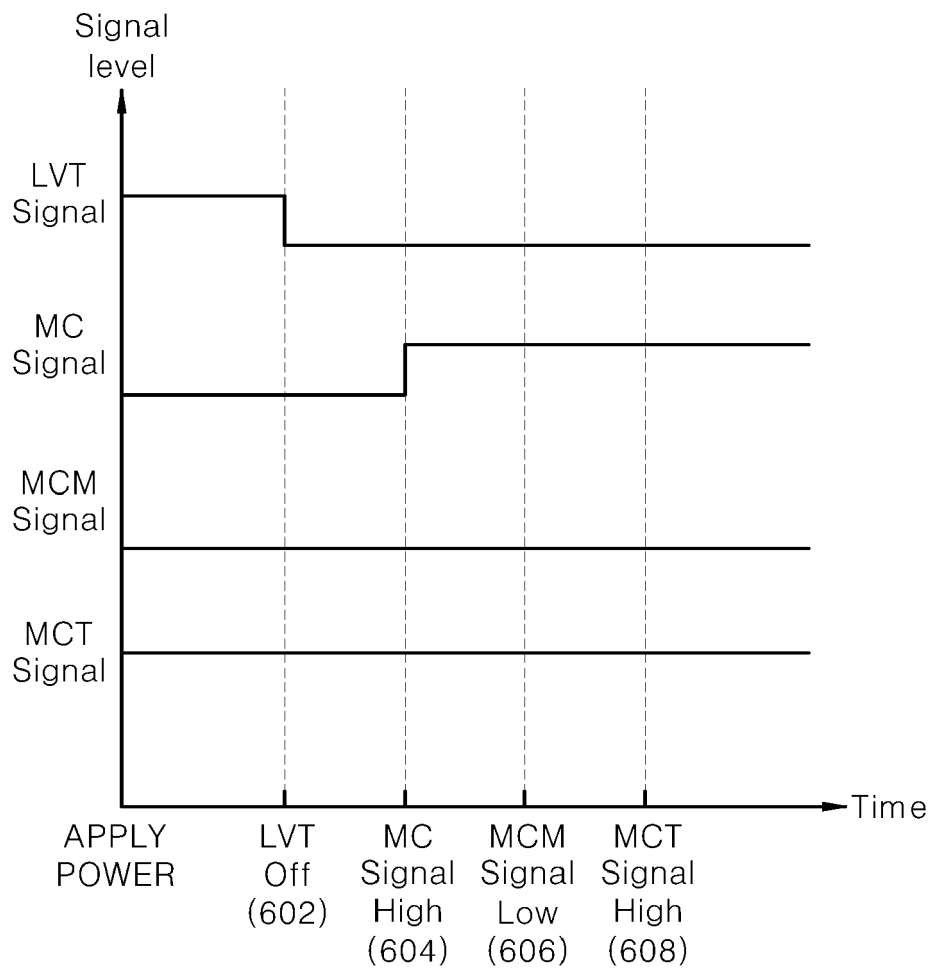 Signal
level
LVT
Signal
MC
Signal
MCM
Signal
MCT
Signal
Time
APPLY
POWER
LVT
Off
(602)
MC
Signal
High
(604)
MCM
Signal
Low
(606)
MCT
Signal
High
(608)